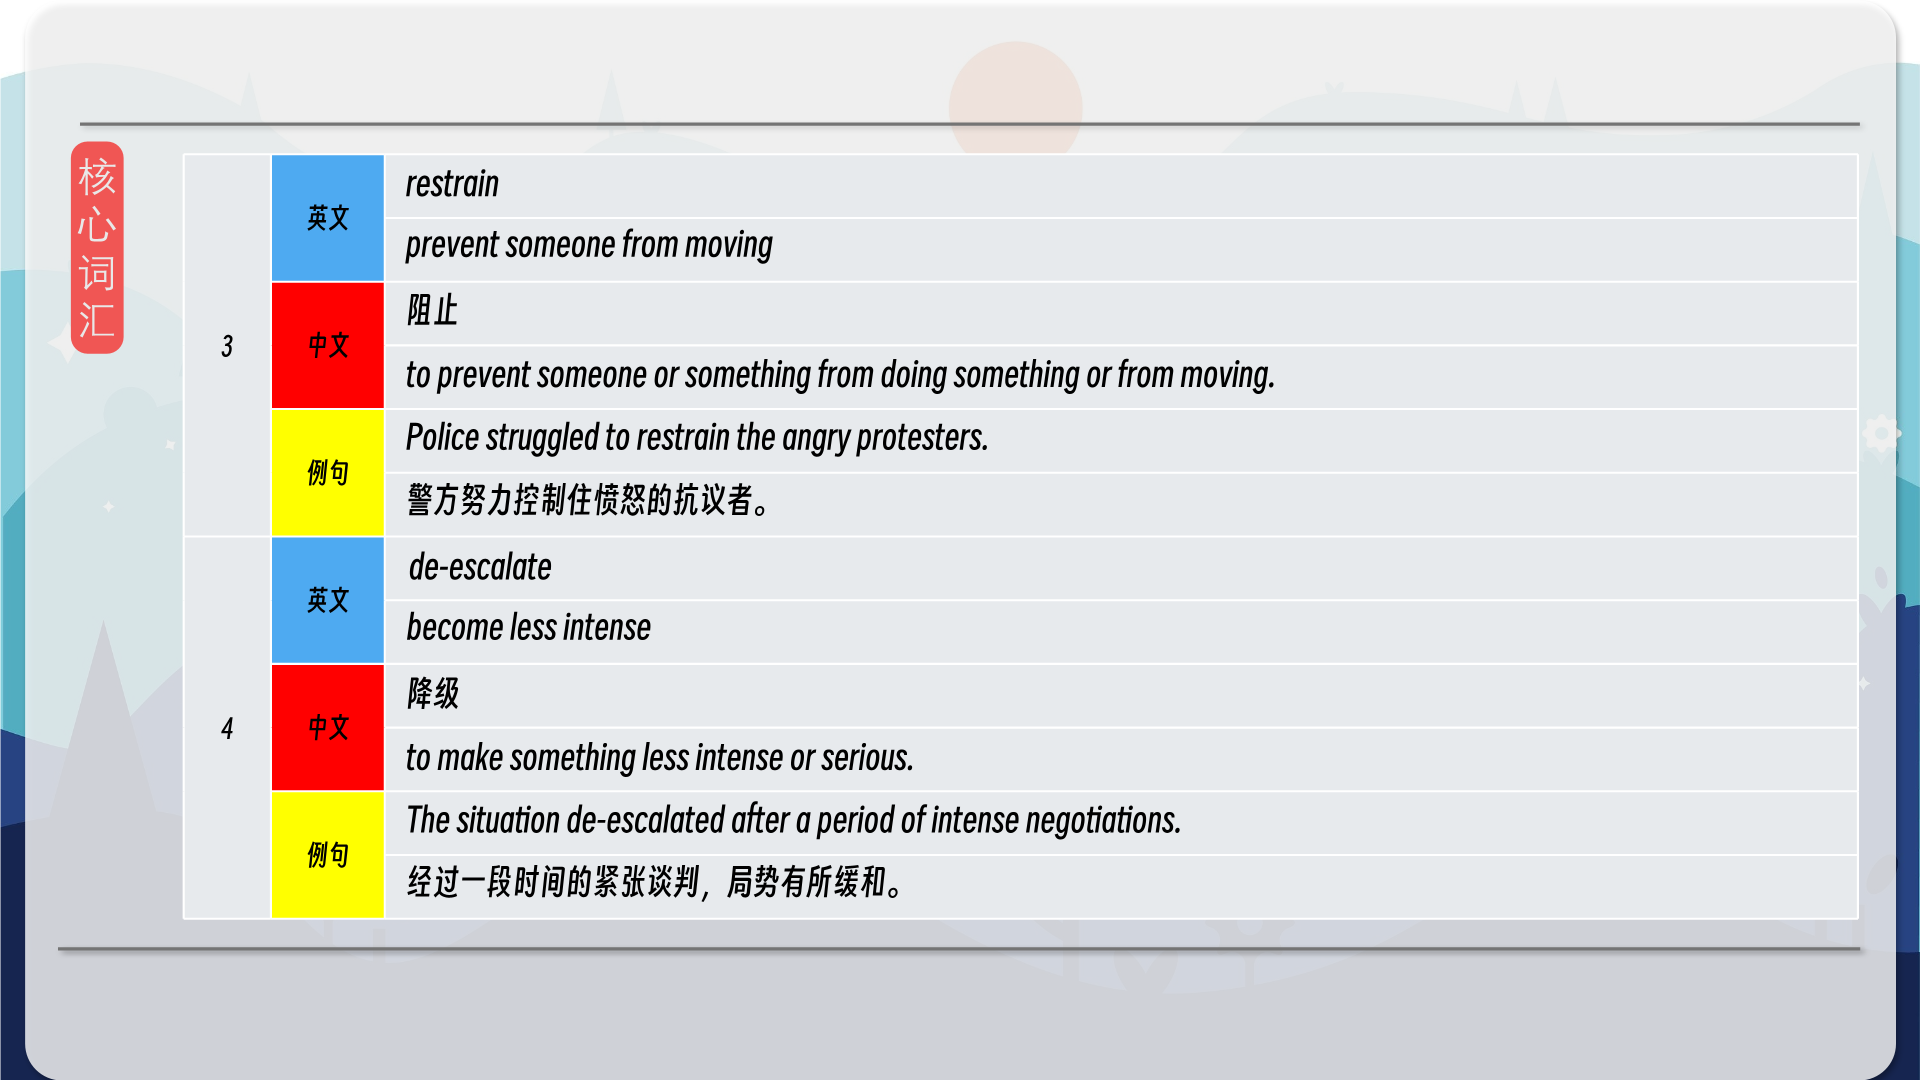 核
心
词
汇
3
英文
restrain
prevent someone from moving
中文
阻止
to prevent someone or something from doing something or from moving.
例句
Police struggled to restrain the angry protesters.
警方努力控制住愤怒的抗议者。
4
英文
de-escalate
become less intense
中文
降级
to make something less intense or serious.
例句
The situation de-escalated after a period of intense negotiations.
经过一段时间的紧张谈判，局势有所缓和。